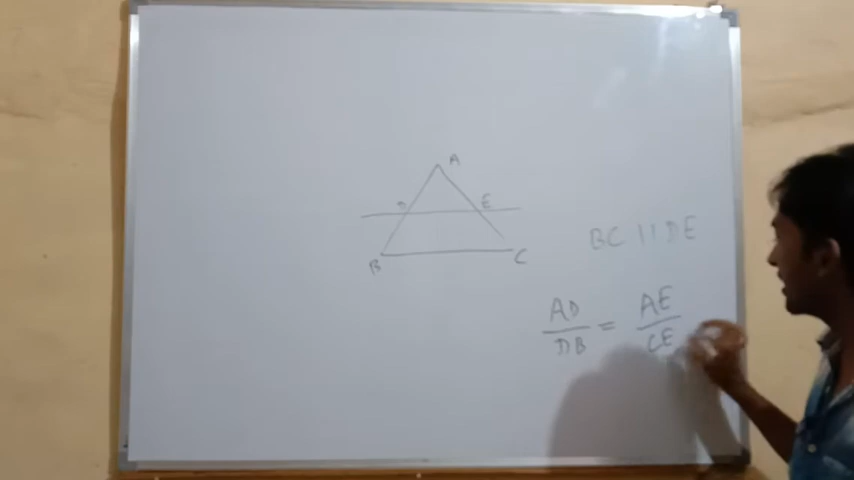 A
D E
B C
BC || DE
AD/DB = AE/CE